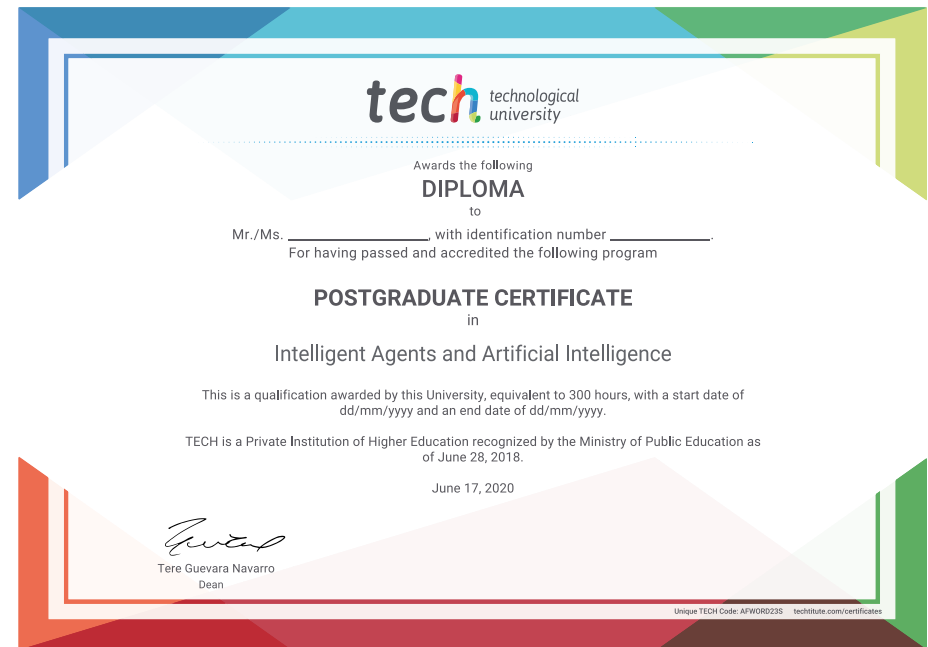 tech technological
university
Awards the following
DIPLOMA
to
Mr./Ms. ____________________, with identification number ______________.
For having passed and accredited the following program
POSTGRADUATE CERTIFICATE
in
Intelligent Agents and Artificial Intelligence
This is a qualification awarded by this University, equivalent to 300 hours, with a start date of
dd/mm/yyyy and an end date of dd/mm/yyyy.
TECH is a Private Institution of Higher Education recognized by the Ministry of Public Education as
of June 28, 2018.
June 17, 2020
Tere Guevara Navarro
Dean
Unique TECH Code: AFWORD23S techtitute.com/certificates